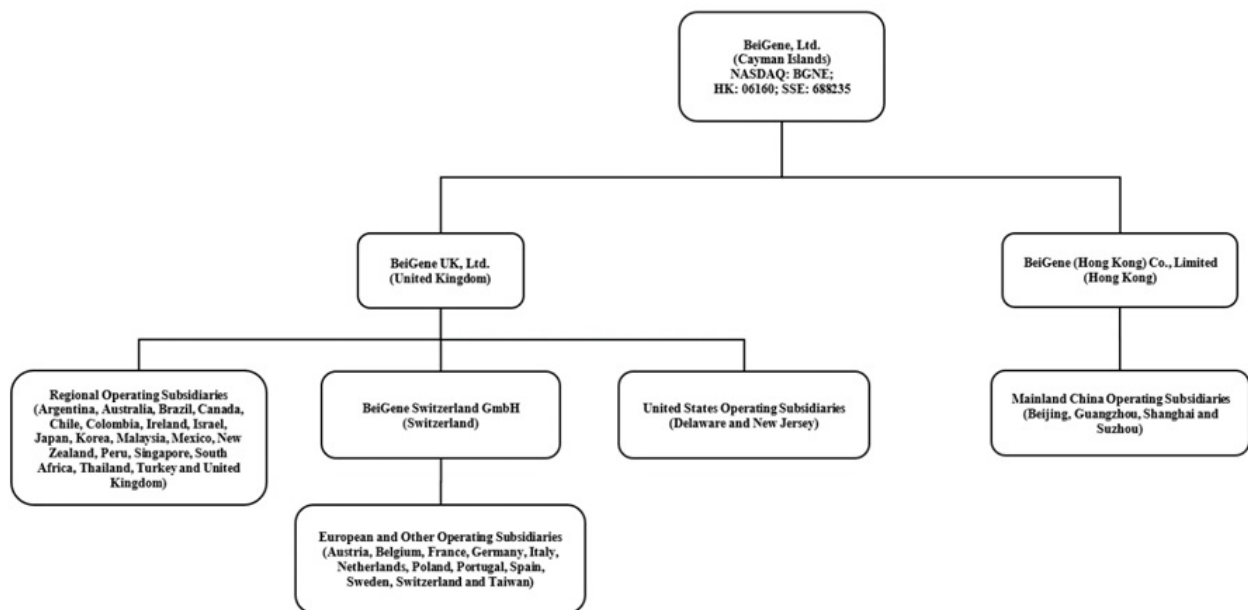 BeiGene, Ltd.
(Cayman Islands)
NASDAQ: BGNE;
HK: 06160; SSE: 688235
BeiGene UK, Ltd.
(United Kingdom)
BeiGene (Hong Kong) Co., Limited
(Hong Kong)
Regional Operating Subsidiaries
(Argentina, Australia, Brazil, Canada,
Chile, Colombia, Ireland, Israel,
Japan, Korea, Malaysia, Mexico, New
Zealand, Peru, Singapore, South
Africa, Thailand, Turkey and United
Kingdom)
BeiGene Switzerland GmbH
(Switzerland)
United States Operating Subsidiaries
(Delaware and New Jersey)
Mainland China Operating Subsidiaries
(Beijing, Guangzhou, Shanghai and
Suzhou)
European and Other Operating Subsidiaries
(Austria, Belgium, France, Germany, Italy,
Netherlands, Poland, Portugal, Spain,
Sweden, Switzerland and Taiwan)